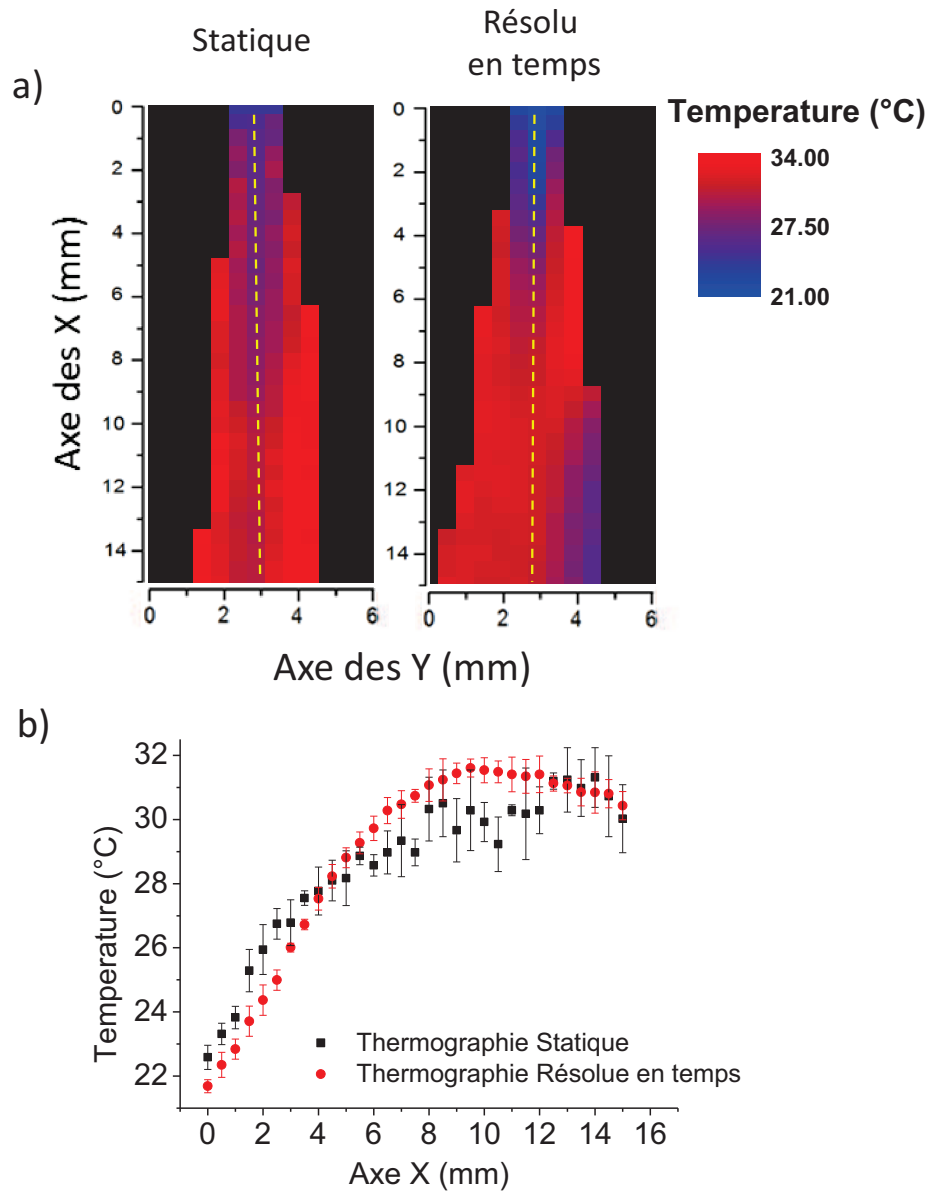 Statique
Résolu
en temps
a)
Temperature (°C)
34.00
27.50
21.00
0
2
4
6
8
10
12
14
0
2
4
6
8
10
12
14
Axe des X (mm)
0 2 4 6
0 2 4 6
Axe des Y (mm)
b)
32
30
28
26
24
22
Temperature (°C)
Thermographie Statique
Thermographie Résolue en temps
0 2 4 6 8 10 12 14 16
Axe X (mm)